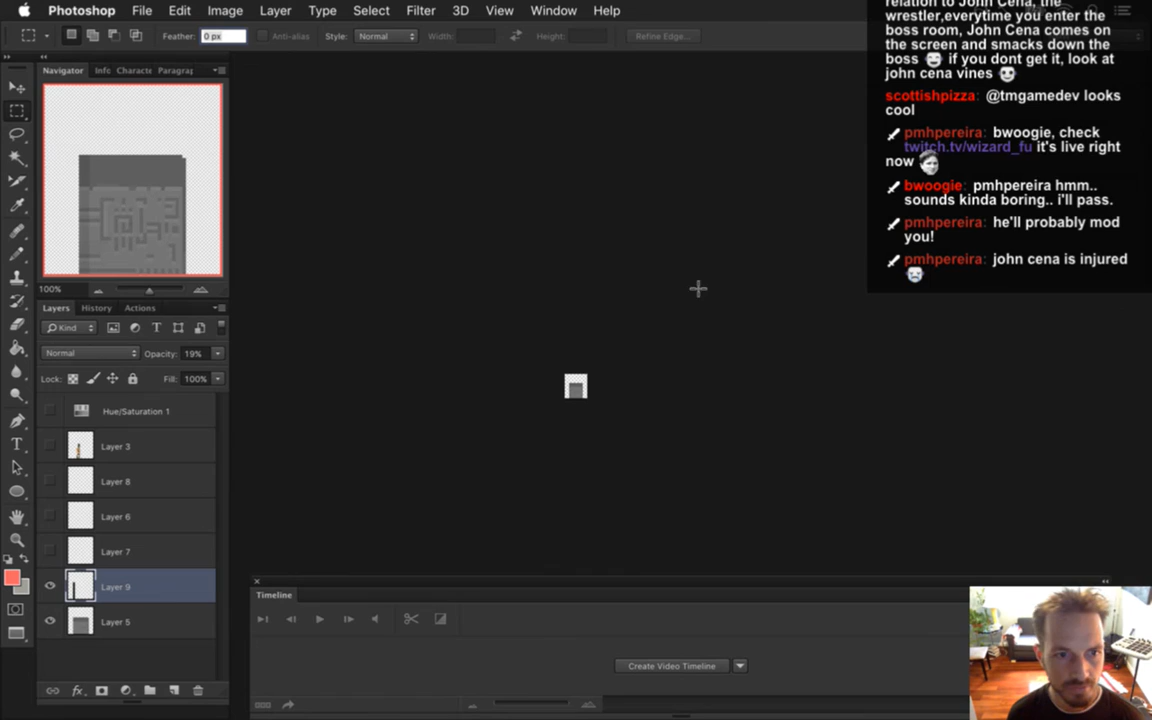 Photoshop File Edit Image Layer Type Select Filter 3D View Window Help
Feather: 0 px Anti-alias Style: Normal Width: Height: Refine Edge...
Navigator Info Characte Paragrap
100%
Layers History Actions
Kind
Normal Opacity: 19%
Lock: Fill: 100%
Hue/Saturation 1
Layer 3
Layer 8
Layer 6
Layer 7
Layer 9
Layer 5
Timeline
Create Video Timeline
relation to John Cena, the
wrestler,everytime you enter the
boss room, John Cena comes on
the screen and smacks down the
boss if you dont get it, look at
john cena vines
scottishpizza: @tmgamedev looks
cool
pmhpereira: bwoogie, check
twitch.tv/wizard_fu it's live right
now
bwoogie: pmhpereira hmm..
sounds kinda boring.. i'll pass.
pmhpereira: he'll probably mod
you!
pmhpereira: john cena is injured